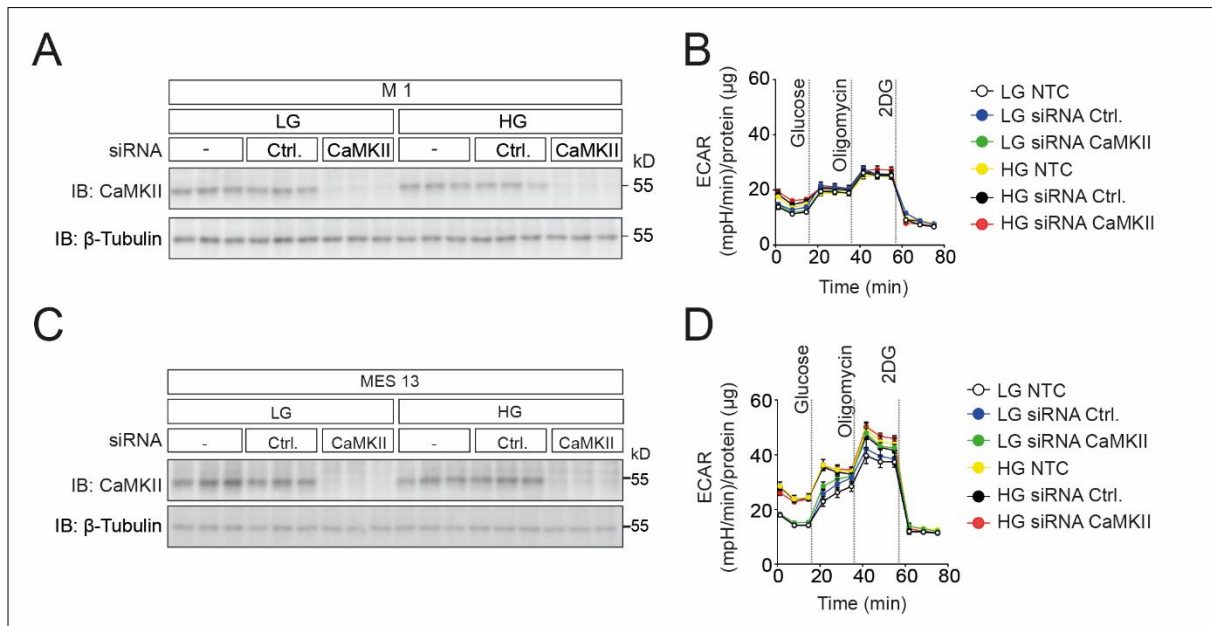 A
M 1
LG HG
siRNA - Ctrl. CaMKII - Ctrl. CaMKII
kD
IB: CaMKII
55
IB: β-Tubulin
55
B
ECAR
(mpH/min)/protein (µg)
60
40
20
0
Glucose
Oligomycin
2DG
0 20 40 60 80
Time (min)
LG NTC
LG siRNA Ctrl.
LG siRNA CaMKII
HG NTC
HG siRNA Ctrl.
HG siRNA CaMKII
C
MES 13
LG HG
siRNA - Ctrl. CaMKII - Ctrl. CaMKII
kD
IB: CaMKII
55
IB: β-Tubulin
55
D
ECAR
(mpH/min)/protein (µg)
60
40
20
0
Glucose
Oligomycin
2DG
0 20 40 60 80
Time (min)
LG NTC
LG siRNA Ctrl.
LG siRNA CaMKII
HG NTC
HG siRNA Ctrl.
HG siRNA CaMKII